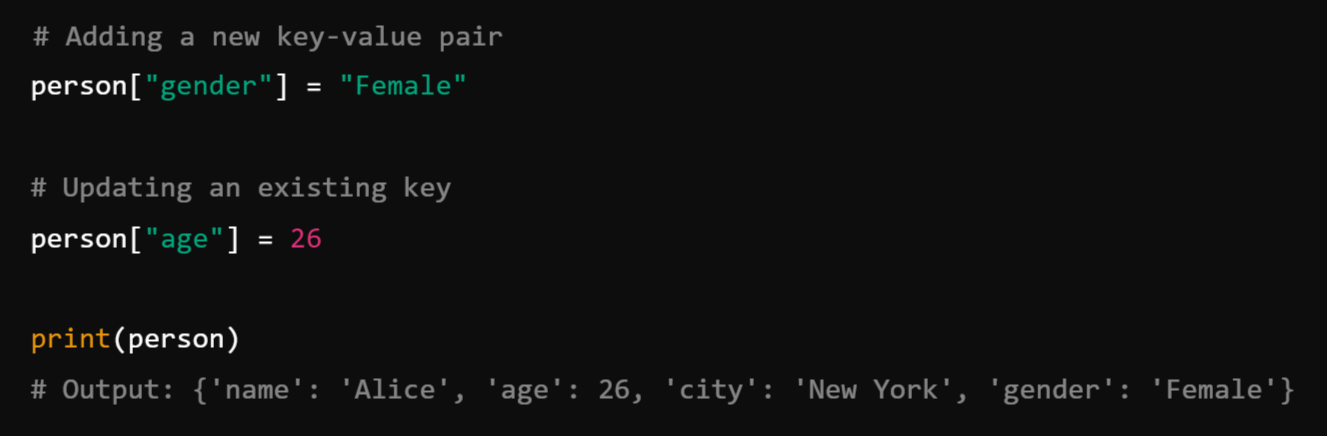 # Adding a new key-value pair
person["gender"] = "Female"
# Updating an existing key
person["age"] = 26
print(person)
# Output: {'name': 'Alice', 'age': 26, 'city': 'New York', 'gender': 'Female'}